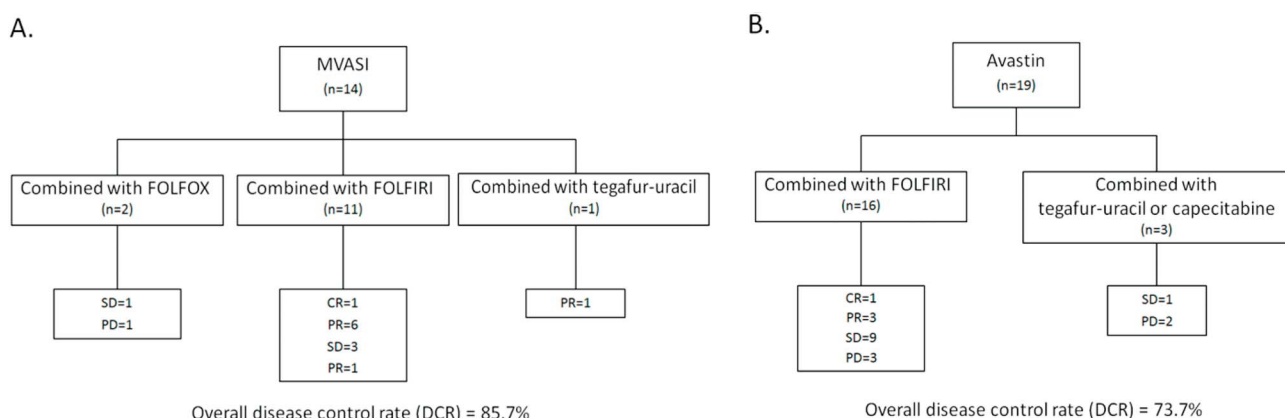 A.
MVASI
(n=14)
Combined with FOLFOX
(n=2)
Combined with FOLFIRI
(n=11)
Combined with tegafur-uracil
(n=1)
SD=1
PD=1
CR=1
PR=6
SD=3
PR=1
PR=1
Overall disease control rate (DCR) = 85.7%
B.
Avastin
(n=19)
Combined with FOLFIRI
(n=16)
Combined with
tegafur-uracil or capecitabine
(n=3)
CR=1
PR=3
SD=9
PD=3
SD=1
PD=2
Overall disease control rate (DCR) = 73.7%